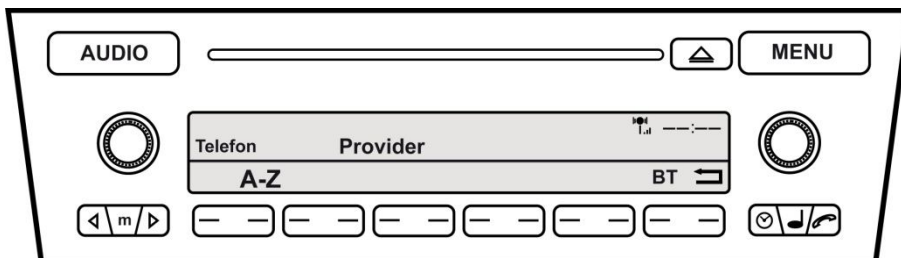 AUDIO
MENU
--:--
Telefon Provider
A-Z BT
m